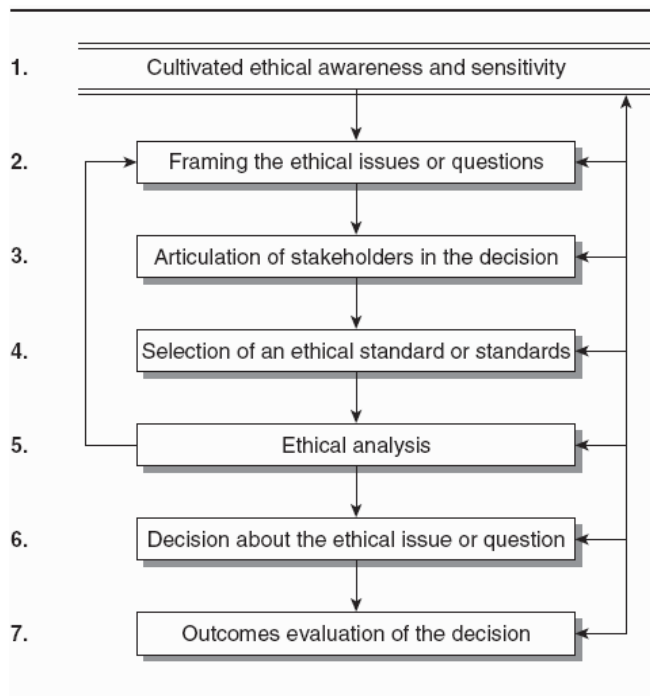 1. Cultivated ethical awareness and sensitivity
2. Framing the ethical issues or questions
3. Articulation of stakeholders in the decision
4. Selection of an ethical standard or standards
5. Ethical analysis
6. Decision about the ethical issue or question
7. Outcomes evaluation of the decision